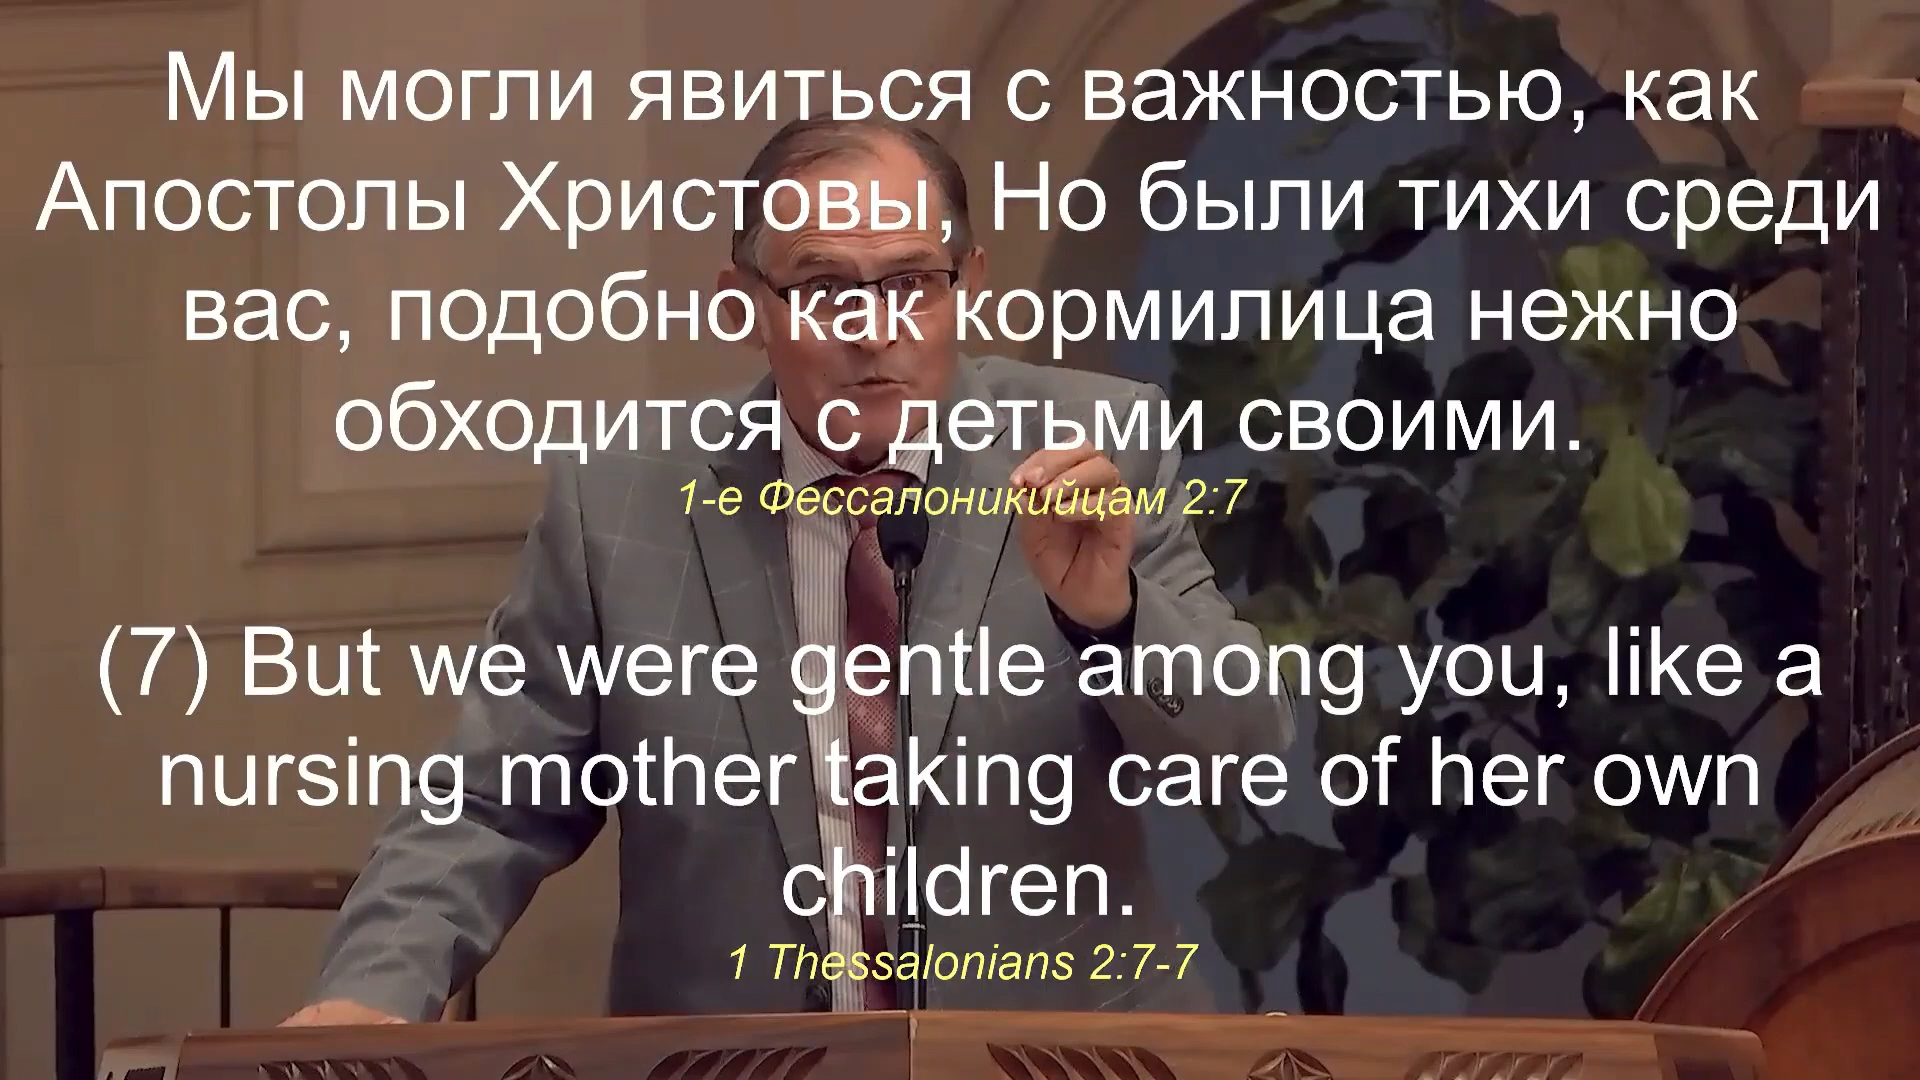 Мы могли явиться с важностью, как
Апостолы Христовы, Но были тихи среди
вас, подобно как кормилица нежно
обходится с детьми своими.
1-е Фессалоникийцам 2:7
(7) But we were gentle among you, like a
nursing mother taking care of her own
children.
1 Thessalonians 2:7-7